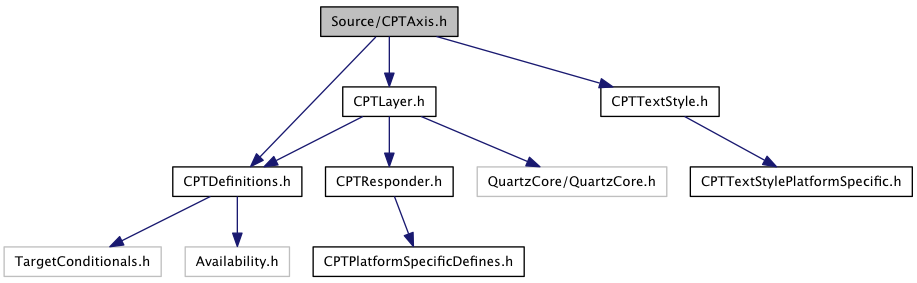 Source/CPTAxis.h
CPTLayer.h
CPTTextStyle.h
CPTDefinitions.h
CPTResponder.h
QuartzCore/QuartzCore.h
CPTTextStylePlatformSpecific.h
TargetConditionals.h
Availability.h
CPTPlatformSpecificDefines.h